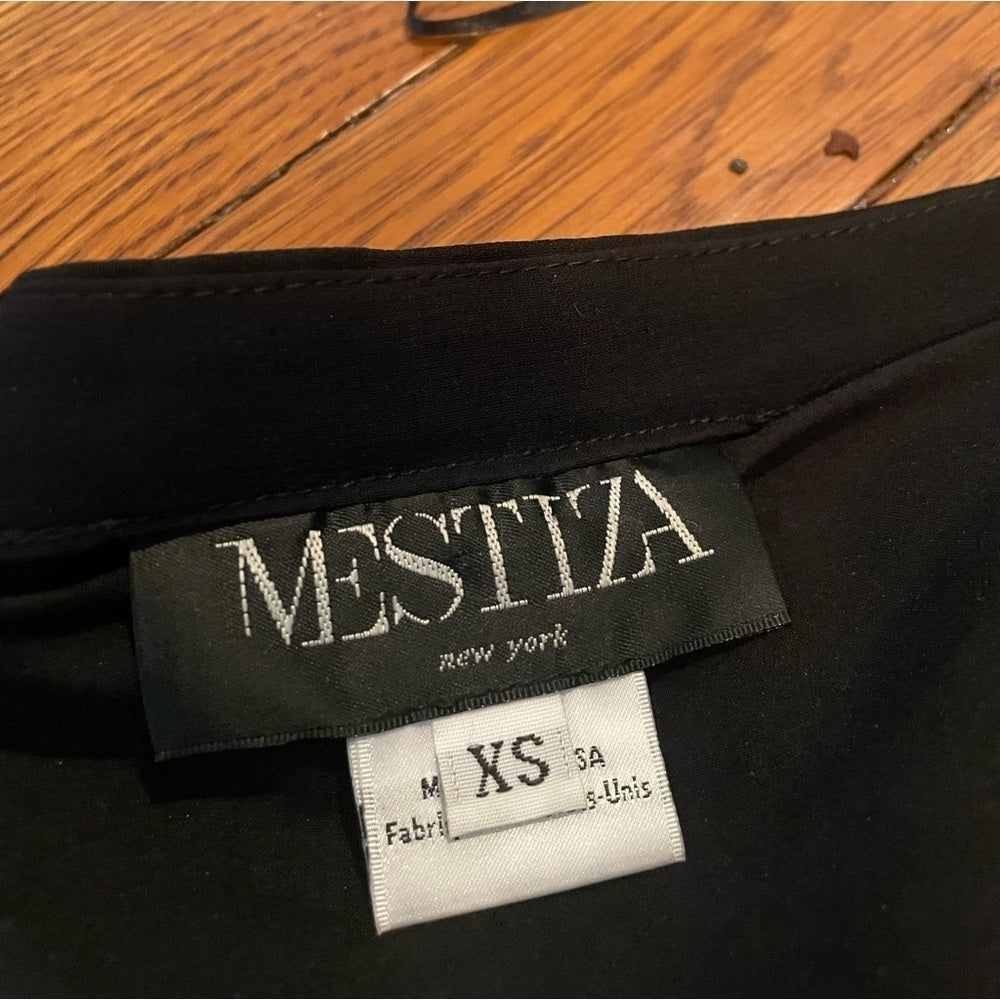 MESTIZA
new york
XS
M SA
Fabri s-Unis